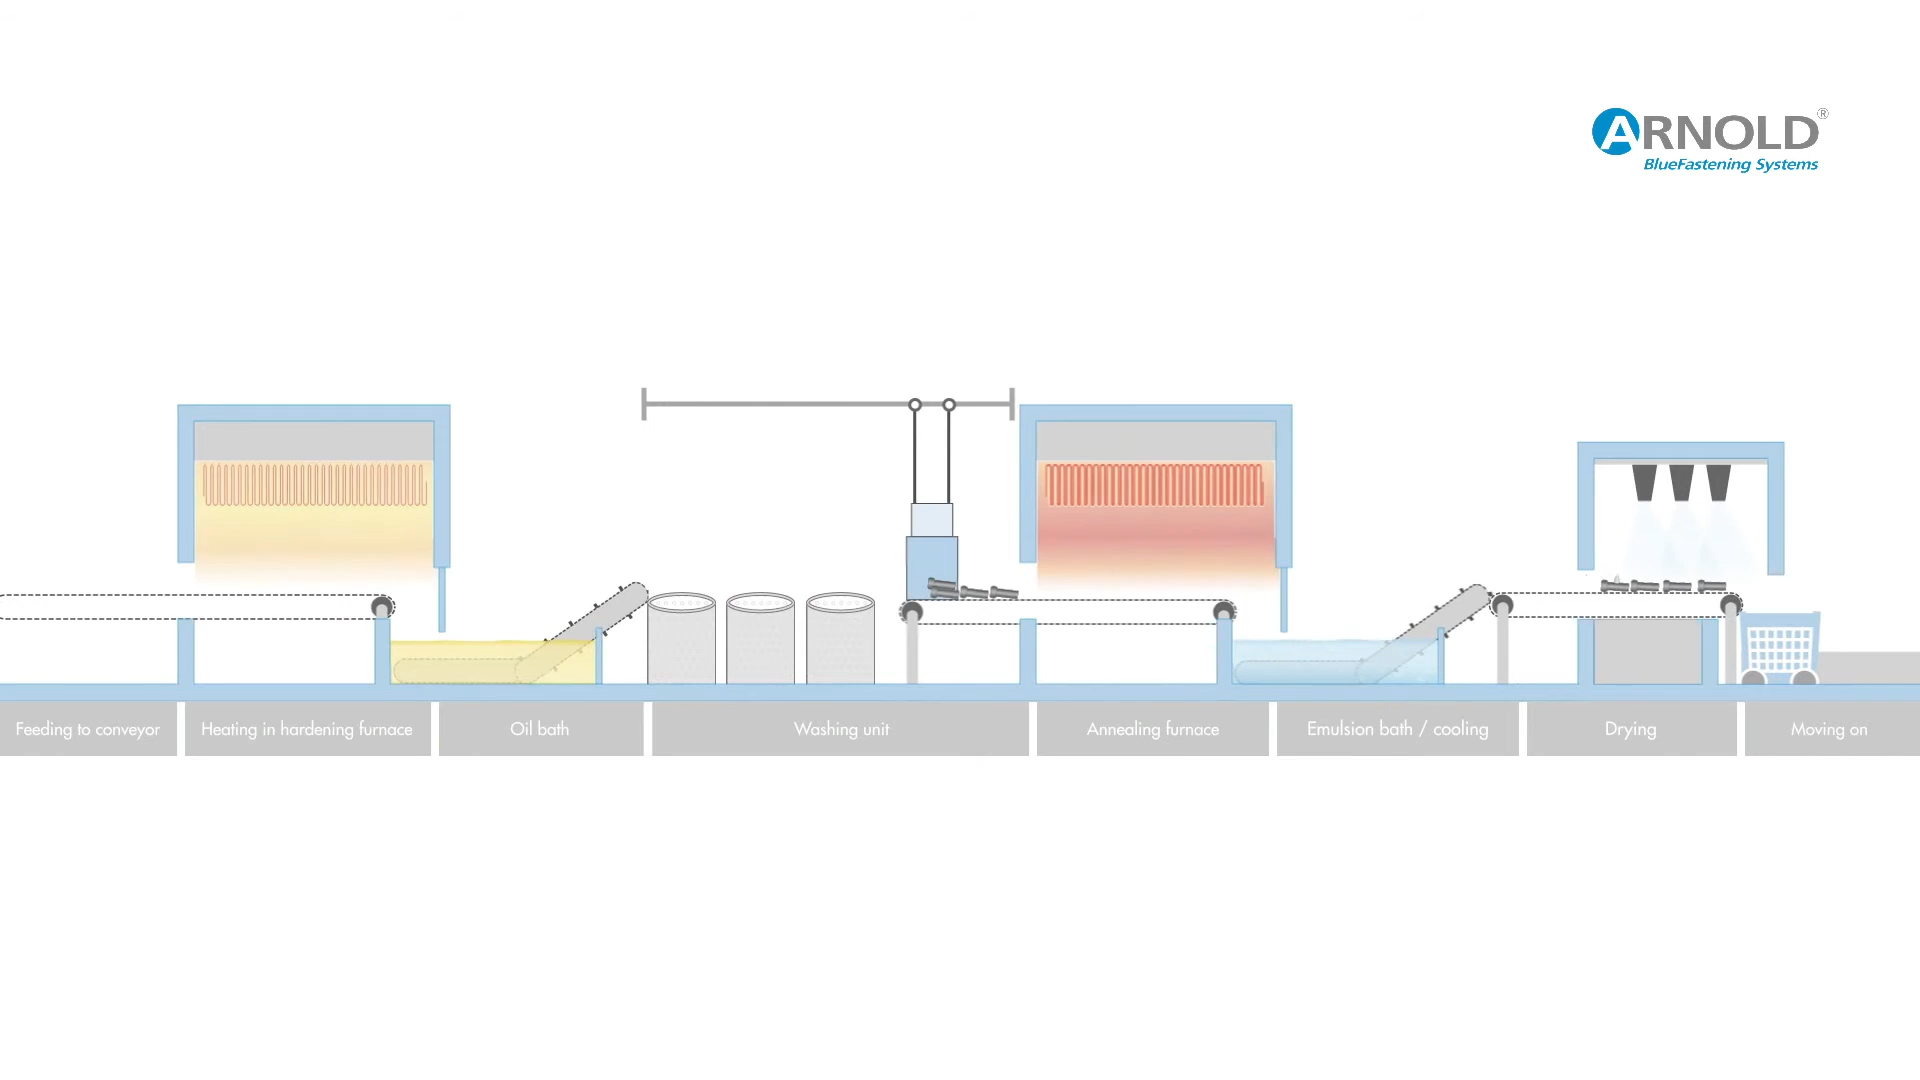 ARNOLD®
BlueFastening Systems
Feeding to conveyor
Heating in hardening furnace
Oil bath
Washing unit
Annealing furnace
Emulsion bath / cooling
Drying
Moving on